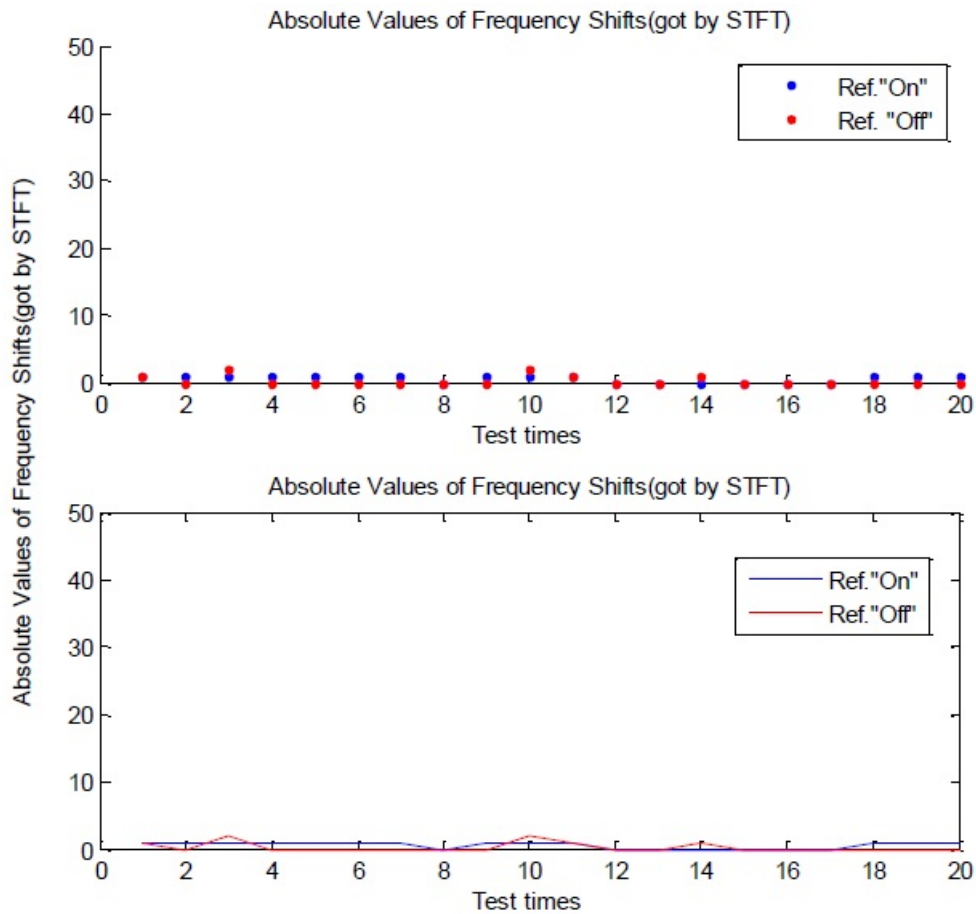 Absolute Values of Frequency Shifts(got by STFT)
50
40
30
20
10
0
0 2 4 6 8 10 12 14 16 18 20
Test times
Ref."On"
Ref. "Off"
Absolute Values of Frequency Shifts(got by STFT)
Absolute Values of Frequency Shifts(got by STFT)
50
40
30
20
10
0
0 2 4 6 8 10 12 14 16 18 20
Test times
Ref."On"
Ref."Off"